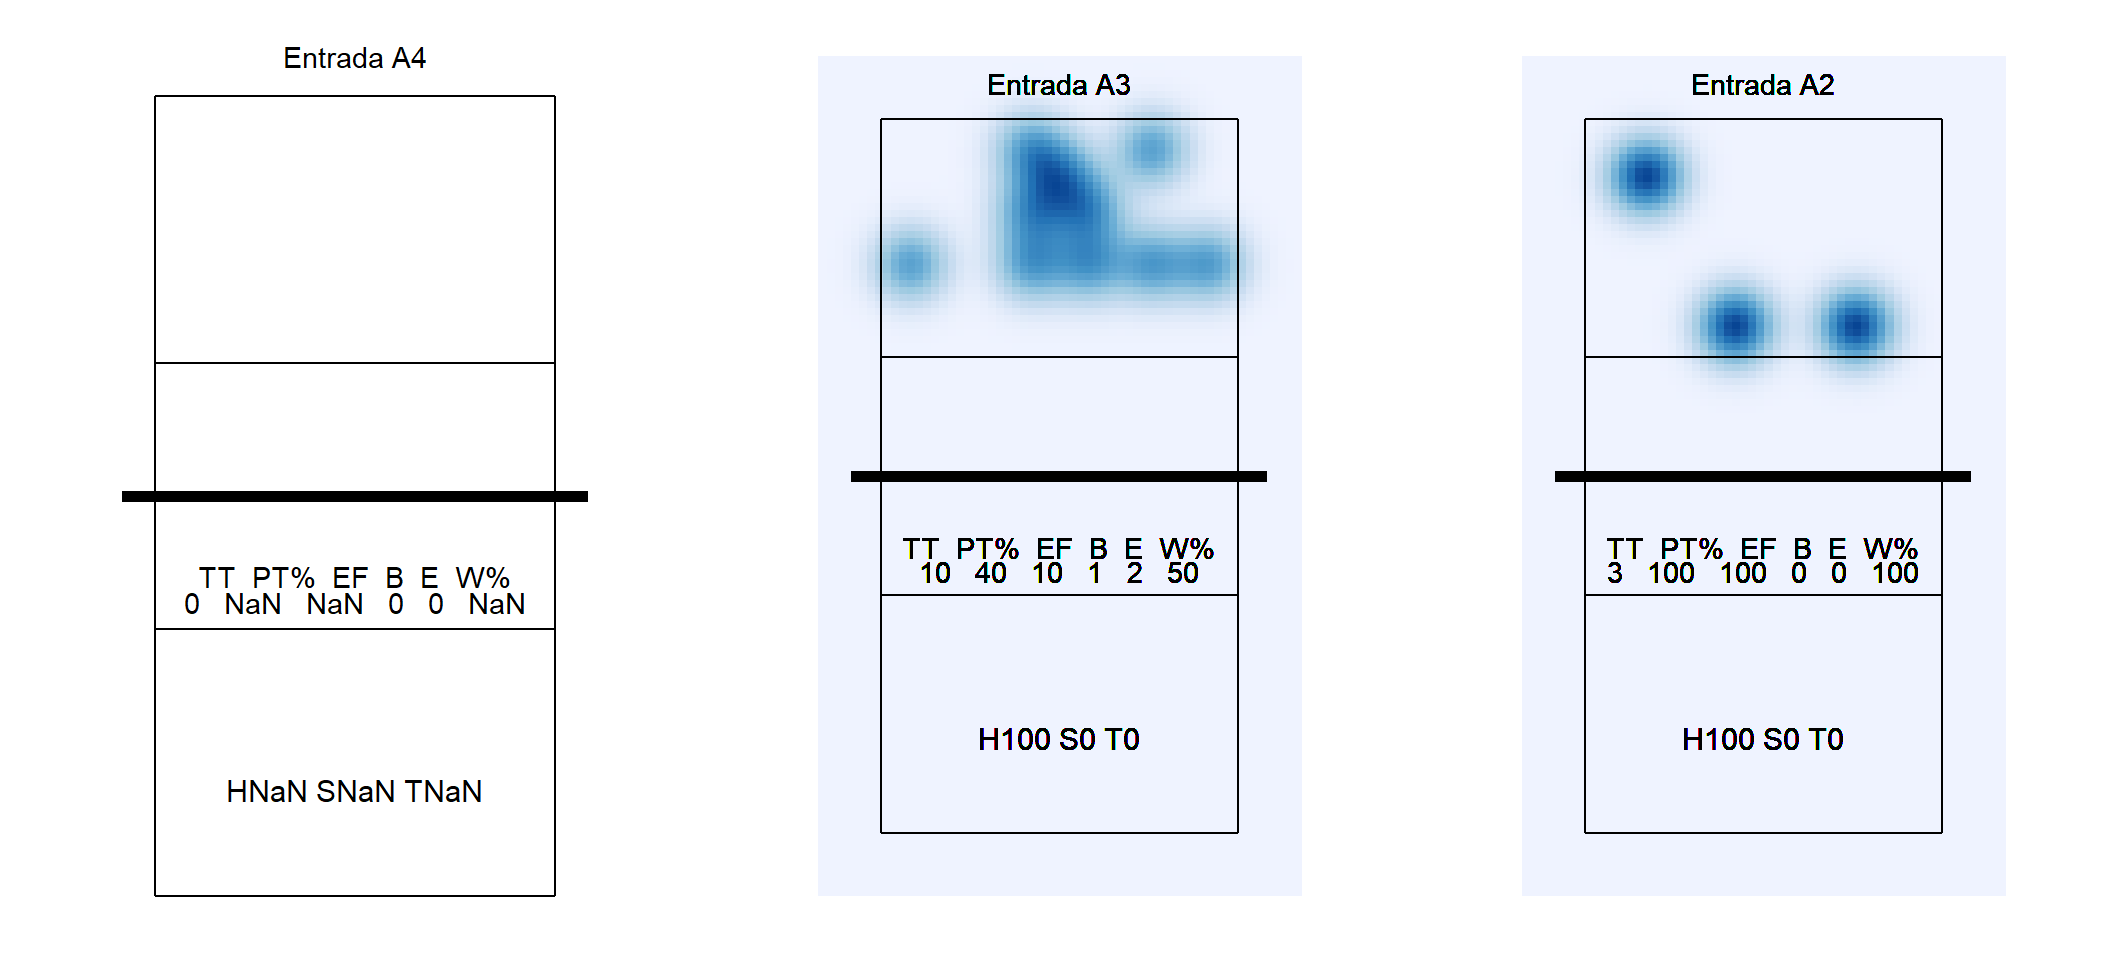 Entrada A4
TT PT% EF B E W%
0 NaN NaN 0 0 NaN
HNaN SNaN TNaN
Entrada A3
TT PT% EF B E W%
10 40 10 1 2 50
H100 S0 T0
Entrada A2
TT PT% EF B E W%
3 100 100 0 0 100
H100 S0 T0